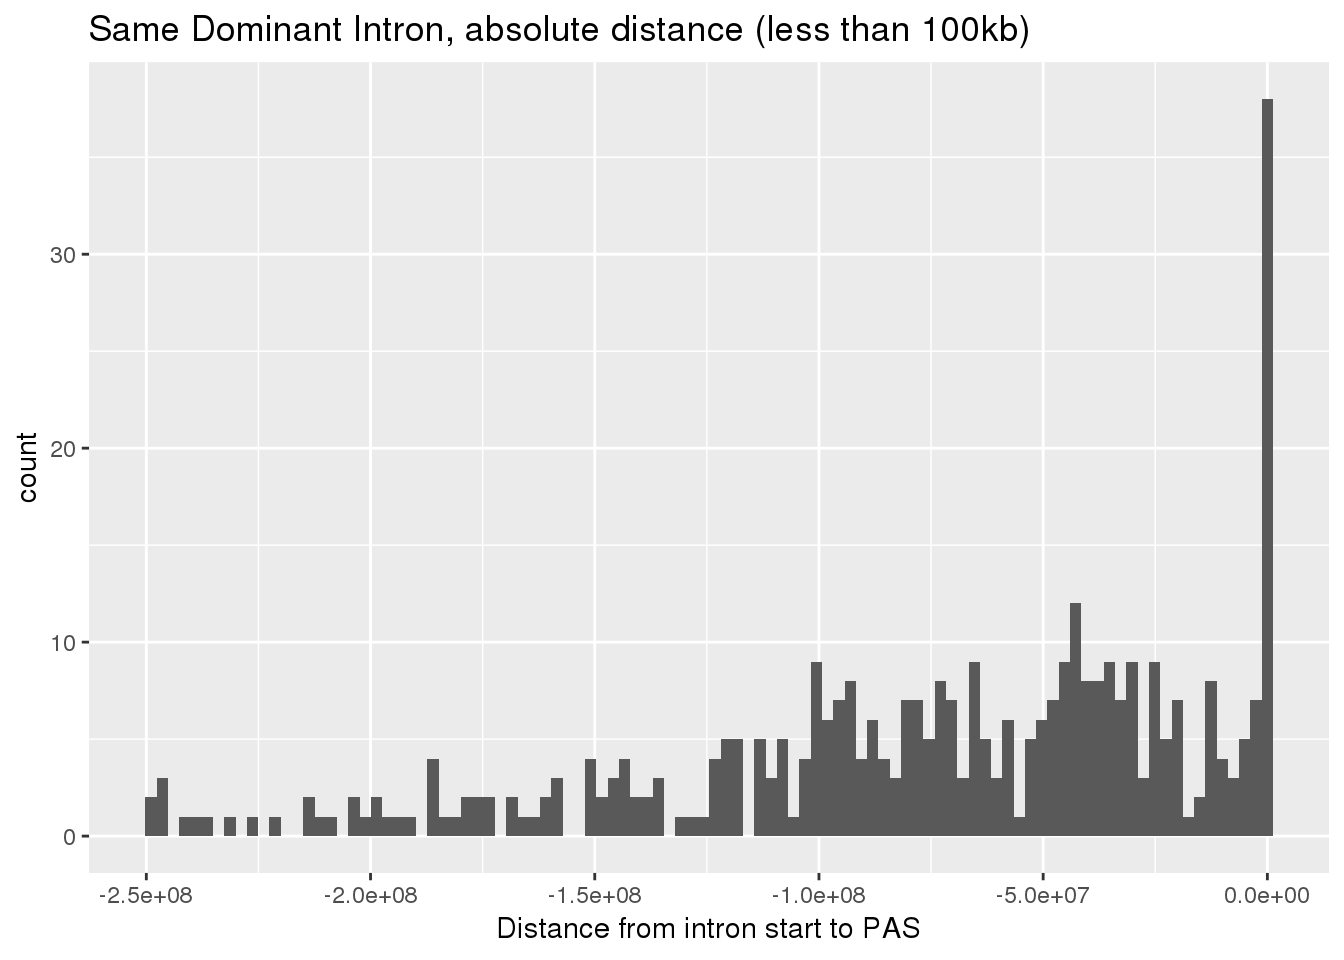 Same Dominant Intron, absolute distance (less than 100kb)
count
30
20
10
0
-2.5e+08
-2.0e+08
-1.5e+08
-1.0e+08
-5.0e+07
0.0e+00
Distance from intron start to PAS